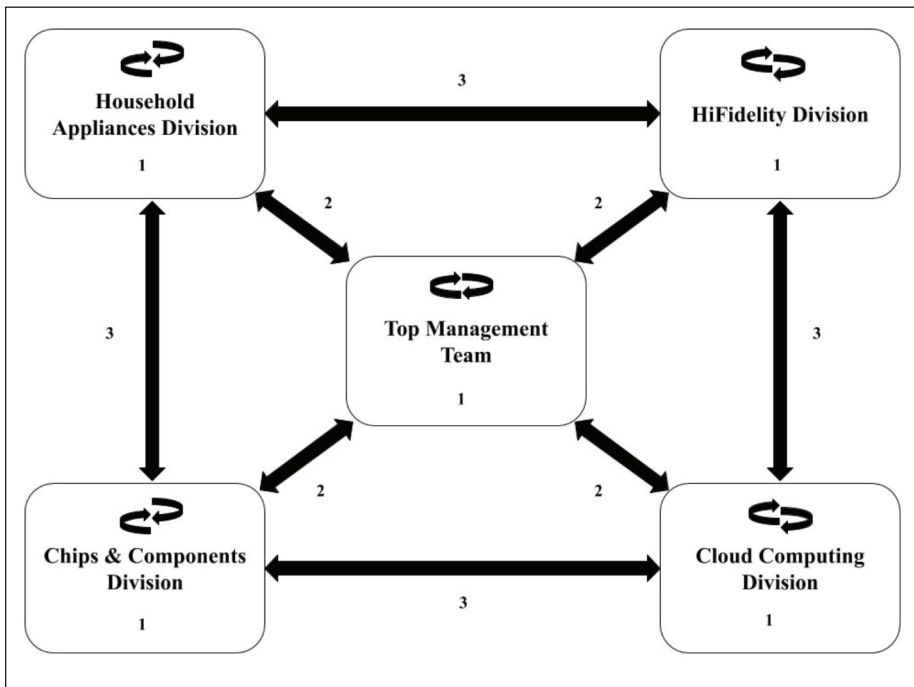 3
Household
Appliances Division
1
HiFidelity Division
1
2
2
Top Management
Team
1
3
3
2
2
Chips & Components
Division
1
Cloud Computing
Division
1
3